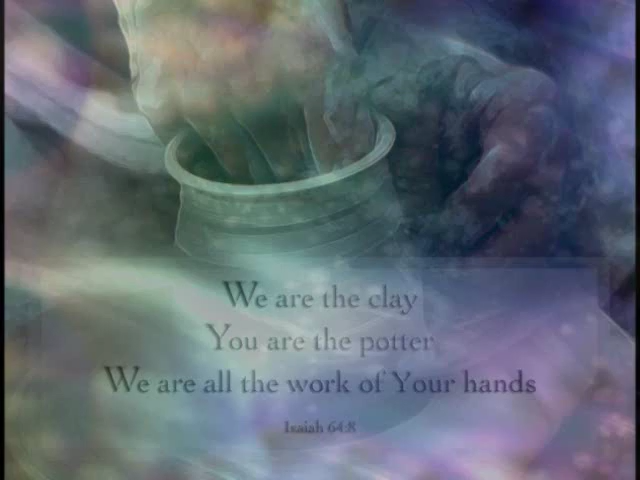 We are the clay
You are the potter
We are all the work of Your hands
Isaiah 64:8